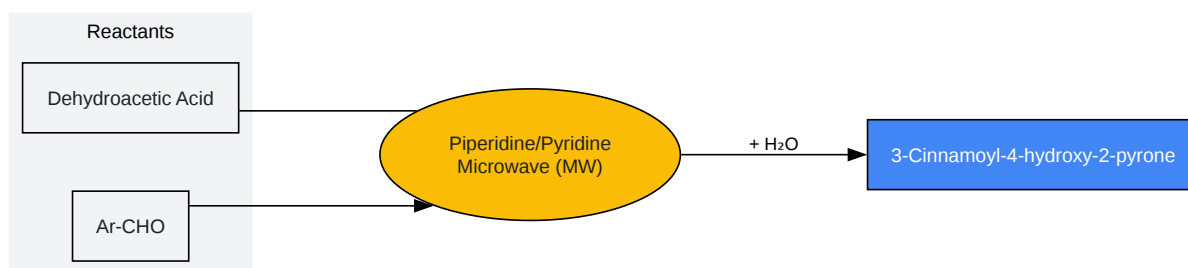 Reactants
Dehydroacetic Acid
Ar-CHO
Piperidine/Pyridine
Microwave (MW)
+ H₂O
3-Cinnamoyl-4-hydroxy-2-pyrone